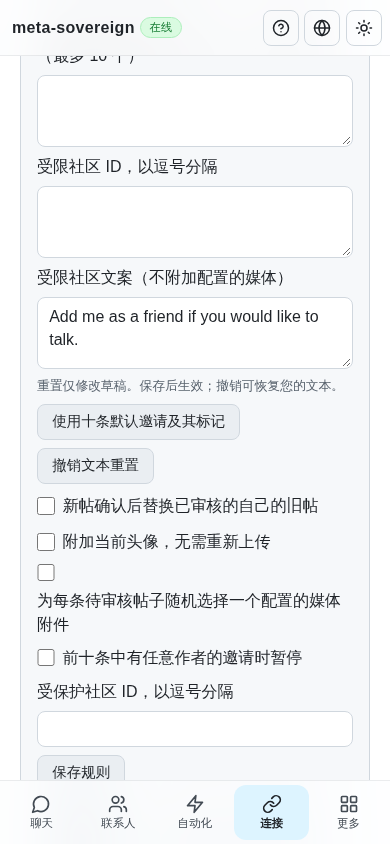 meta-sovereign 在线
（最多 10 个）
受限社区 ID，以逗号分隔
受限社区文案（不附加配置的媒体）
Add me as a friend if you would like to
talk.
重置仅修改草稿。保存后生效；撤销可恢复您的文本。
使用十条默认邀请及其标记
撤销文本重置
新帖确认后替换已审核的自己的旧帖
附加当前头像，无需重新上传
为每条待审核帖子随机选择一个配置的媒体
附件
前十条中有任意作者的邀请时暂停
受保护社区 ID，以逗号分隔
保存规则
聊天 联系人 自动化 连接 更多